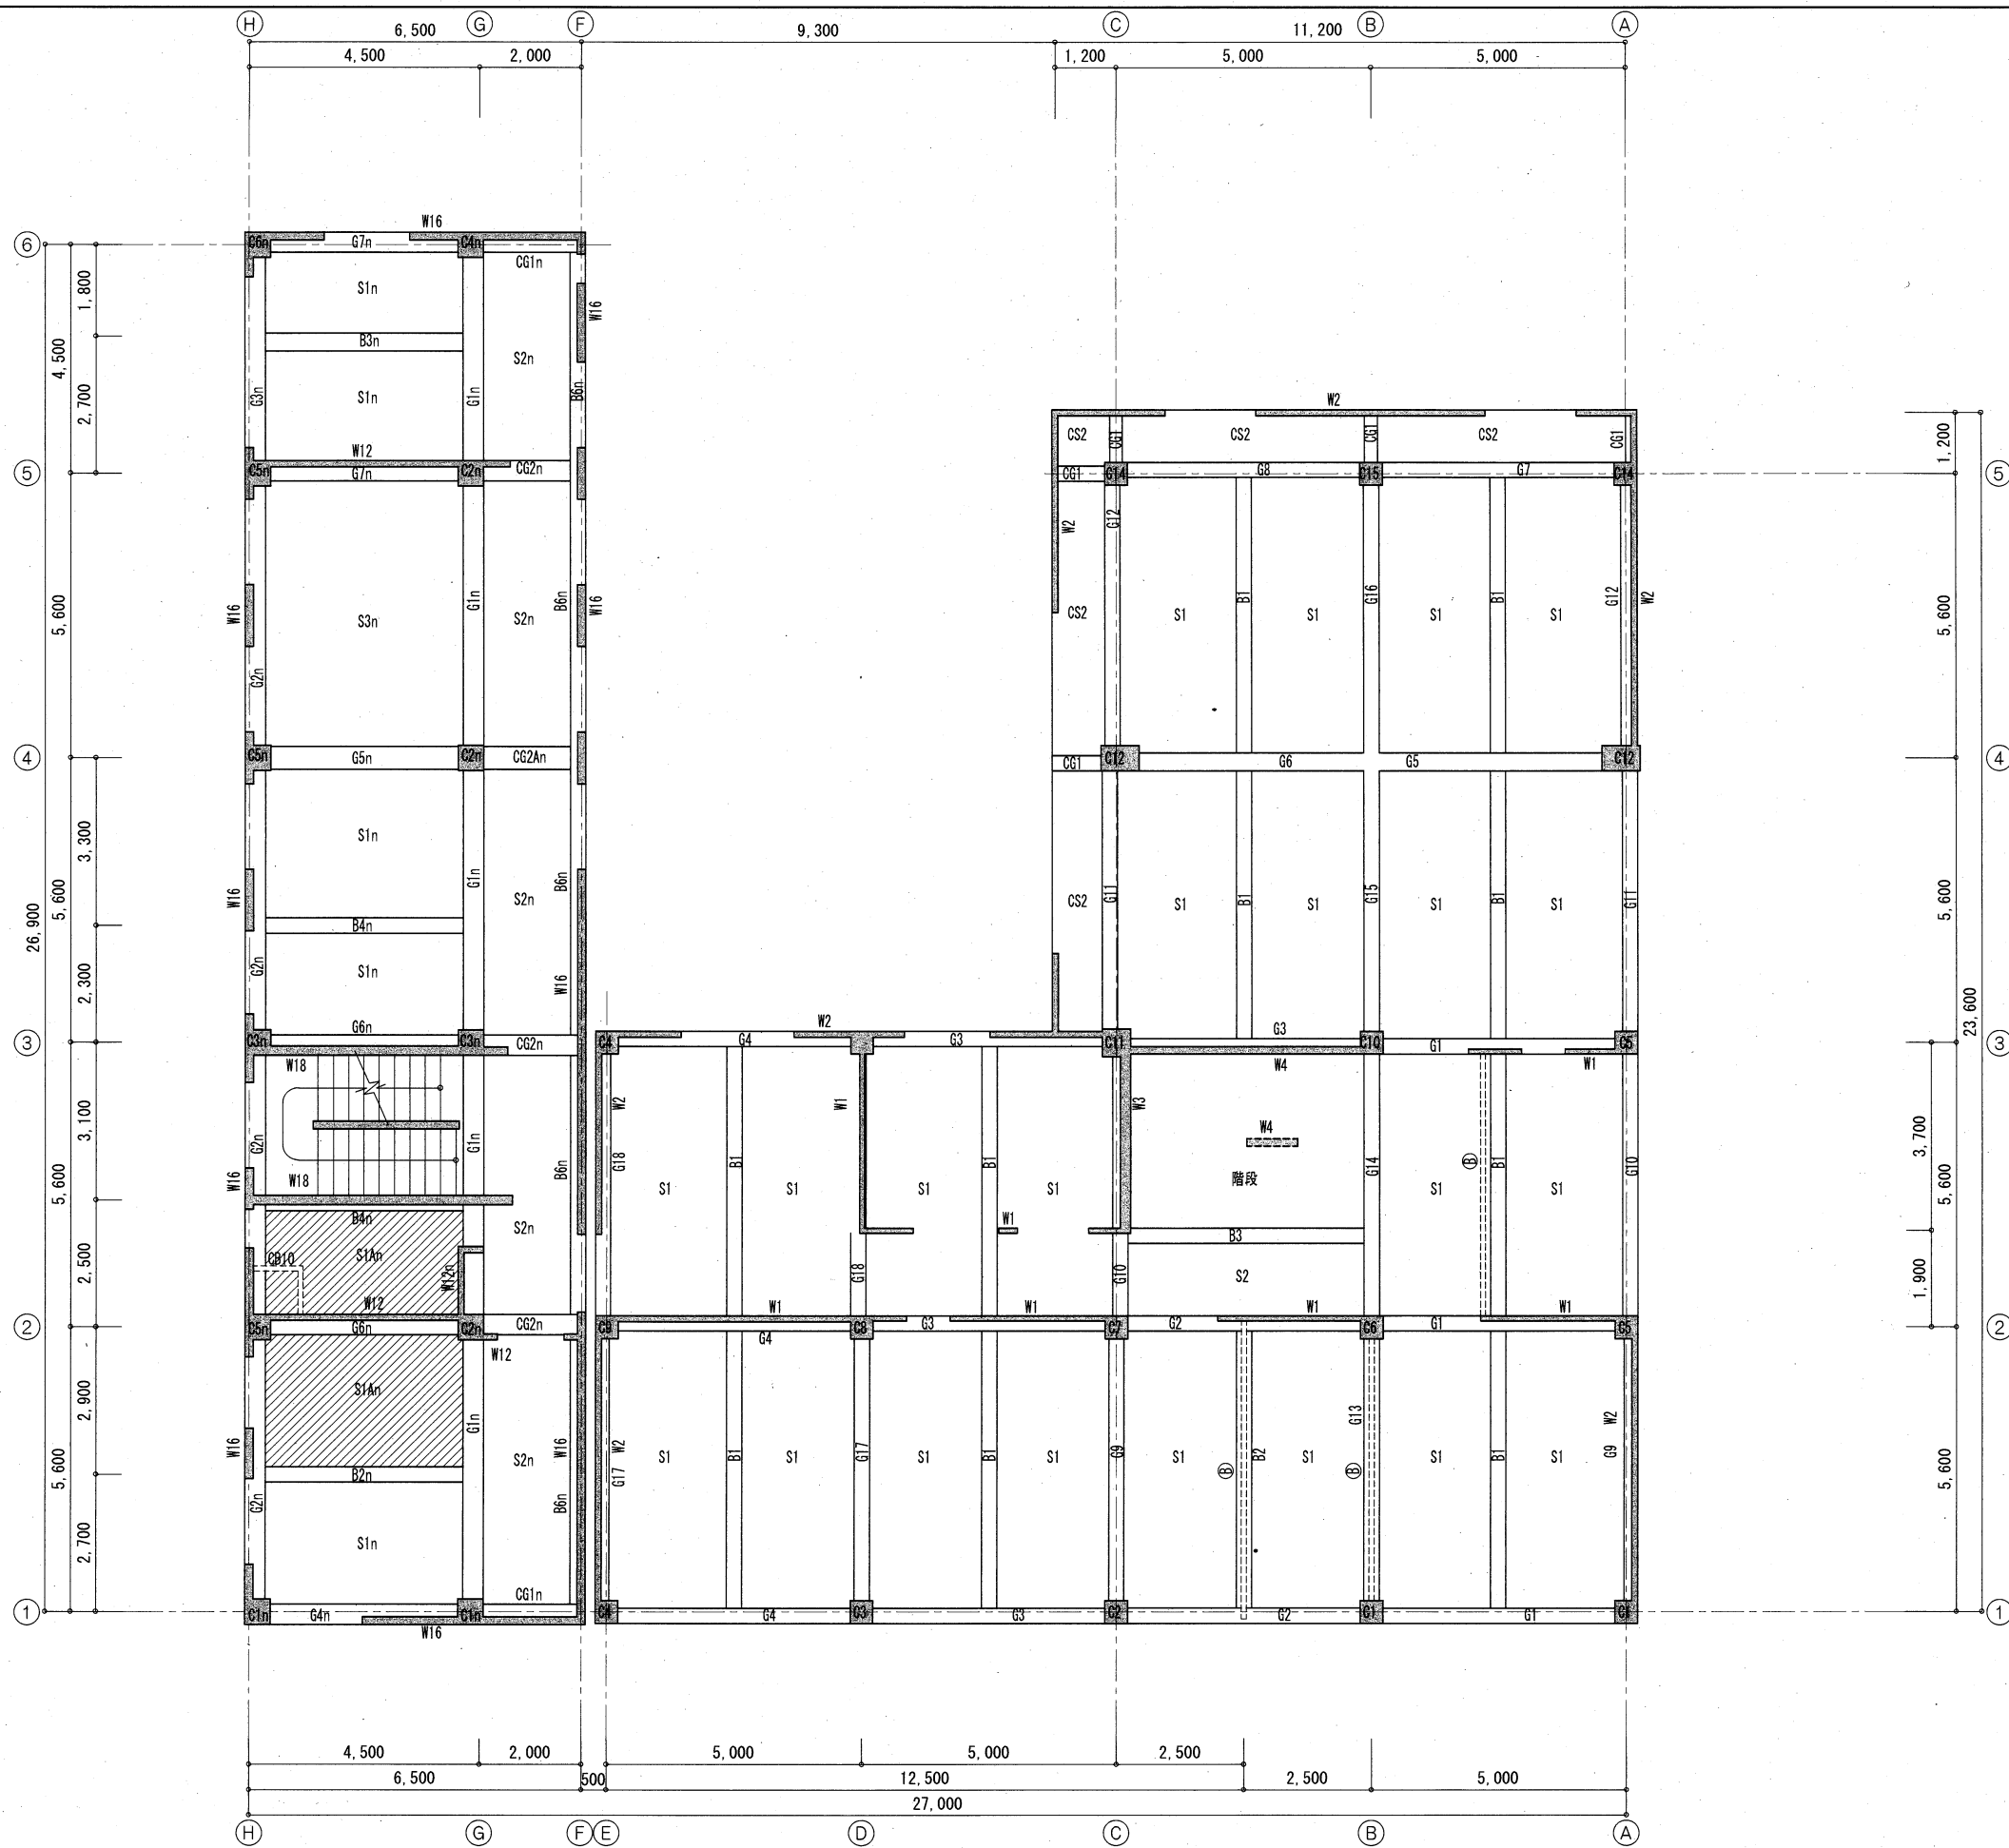 H G F C B A
6,500 9,300 11,200
4,500 2,000 1,200 5,000 5,000
W16
6 C6n G7n C4n
CG1n
1,800 S1n W16
B3n
4,500 S2n
2,700 G3n S1n G1n B6n
W2
CS2 CG1 CS2 CG1 CS2 CG1 1,200
W12
5 C5n G7n C2n CG2n CG1 C14 G8 C15 G7 C14 5
W2 G12
5,600 W16 S3n G1n S2n B6n W16 CS2 S1 B1 S1 G16 S1 B1 S1 G12 W2 5,600
G2n
4 C5n G5n C2n CG2An CG1 C12 G6 G5 C12 4
3,300 S1n
G1n B6n
26,900 5,600 W16 S2n CS2 G11 S1 B1 S1 G15 S1 B1 S1 G11 5,600
B4n
2,300 G2n S1n W16 23,600
G6n W2 G3
3 C3n C3n CG2n C4 G4 G3 C11 C10 G1 C5 3
W18 W4 W1
3,100 G2n G1n W2 W1 W3 W4 3,700
5,600 W16 W18 B6n G18 B1 B1 階段 G14 B B1 G10 5,600
S1 S1 S1 S1 S1 S1
B4n S2n W1 B3
2,500 CB10 S1An W12n G18 G10 S2 1,900
W12 W1 W1 W1 W1
2 C5n G6n C2n CG2n C9 C8 G3 C7 G2 C6 G1 C5 2
W12 G4
2,900 S1An G1n G13 W2
5,600 W16 S2n W16 W2 S1 B1 S1 G17 S1 B1 S1 G9 S1 B B2 S1 B S1 B1 S1 G9 5,600
B2n G17
G2n B6n
2,700 S1n
CG1n
1 C1n G4n C1n C4 G4 C3 G3 C2 G2 C1 G1 C1 1
W16
4,500 2,000 5,000 5,000 2,500
6,500 500 12,500 2,500 5,000
27,000
H G F E D C B A